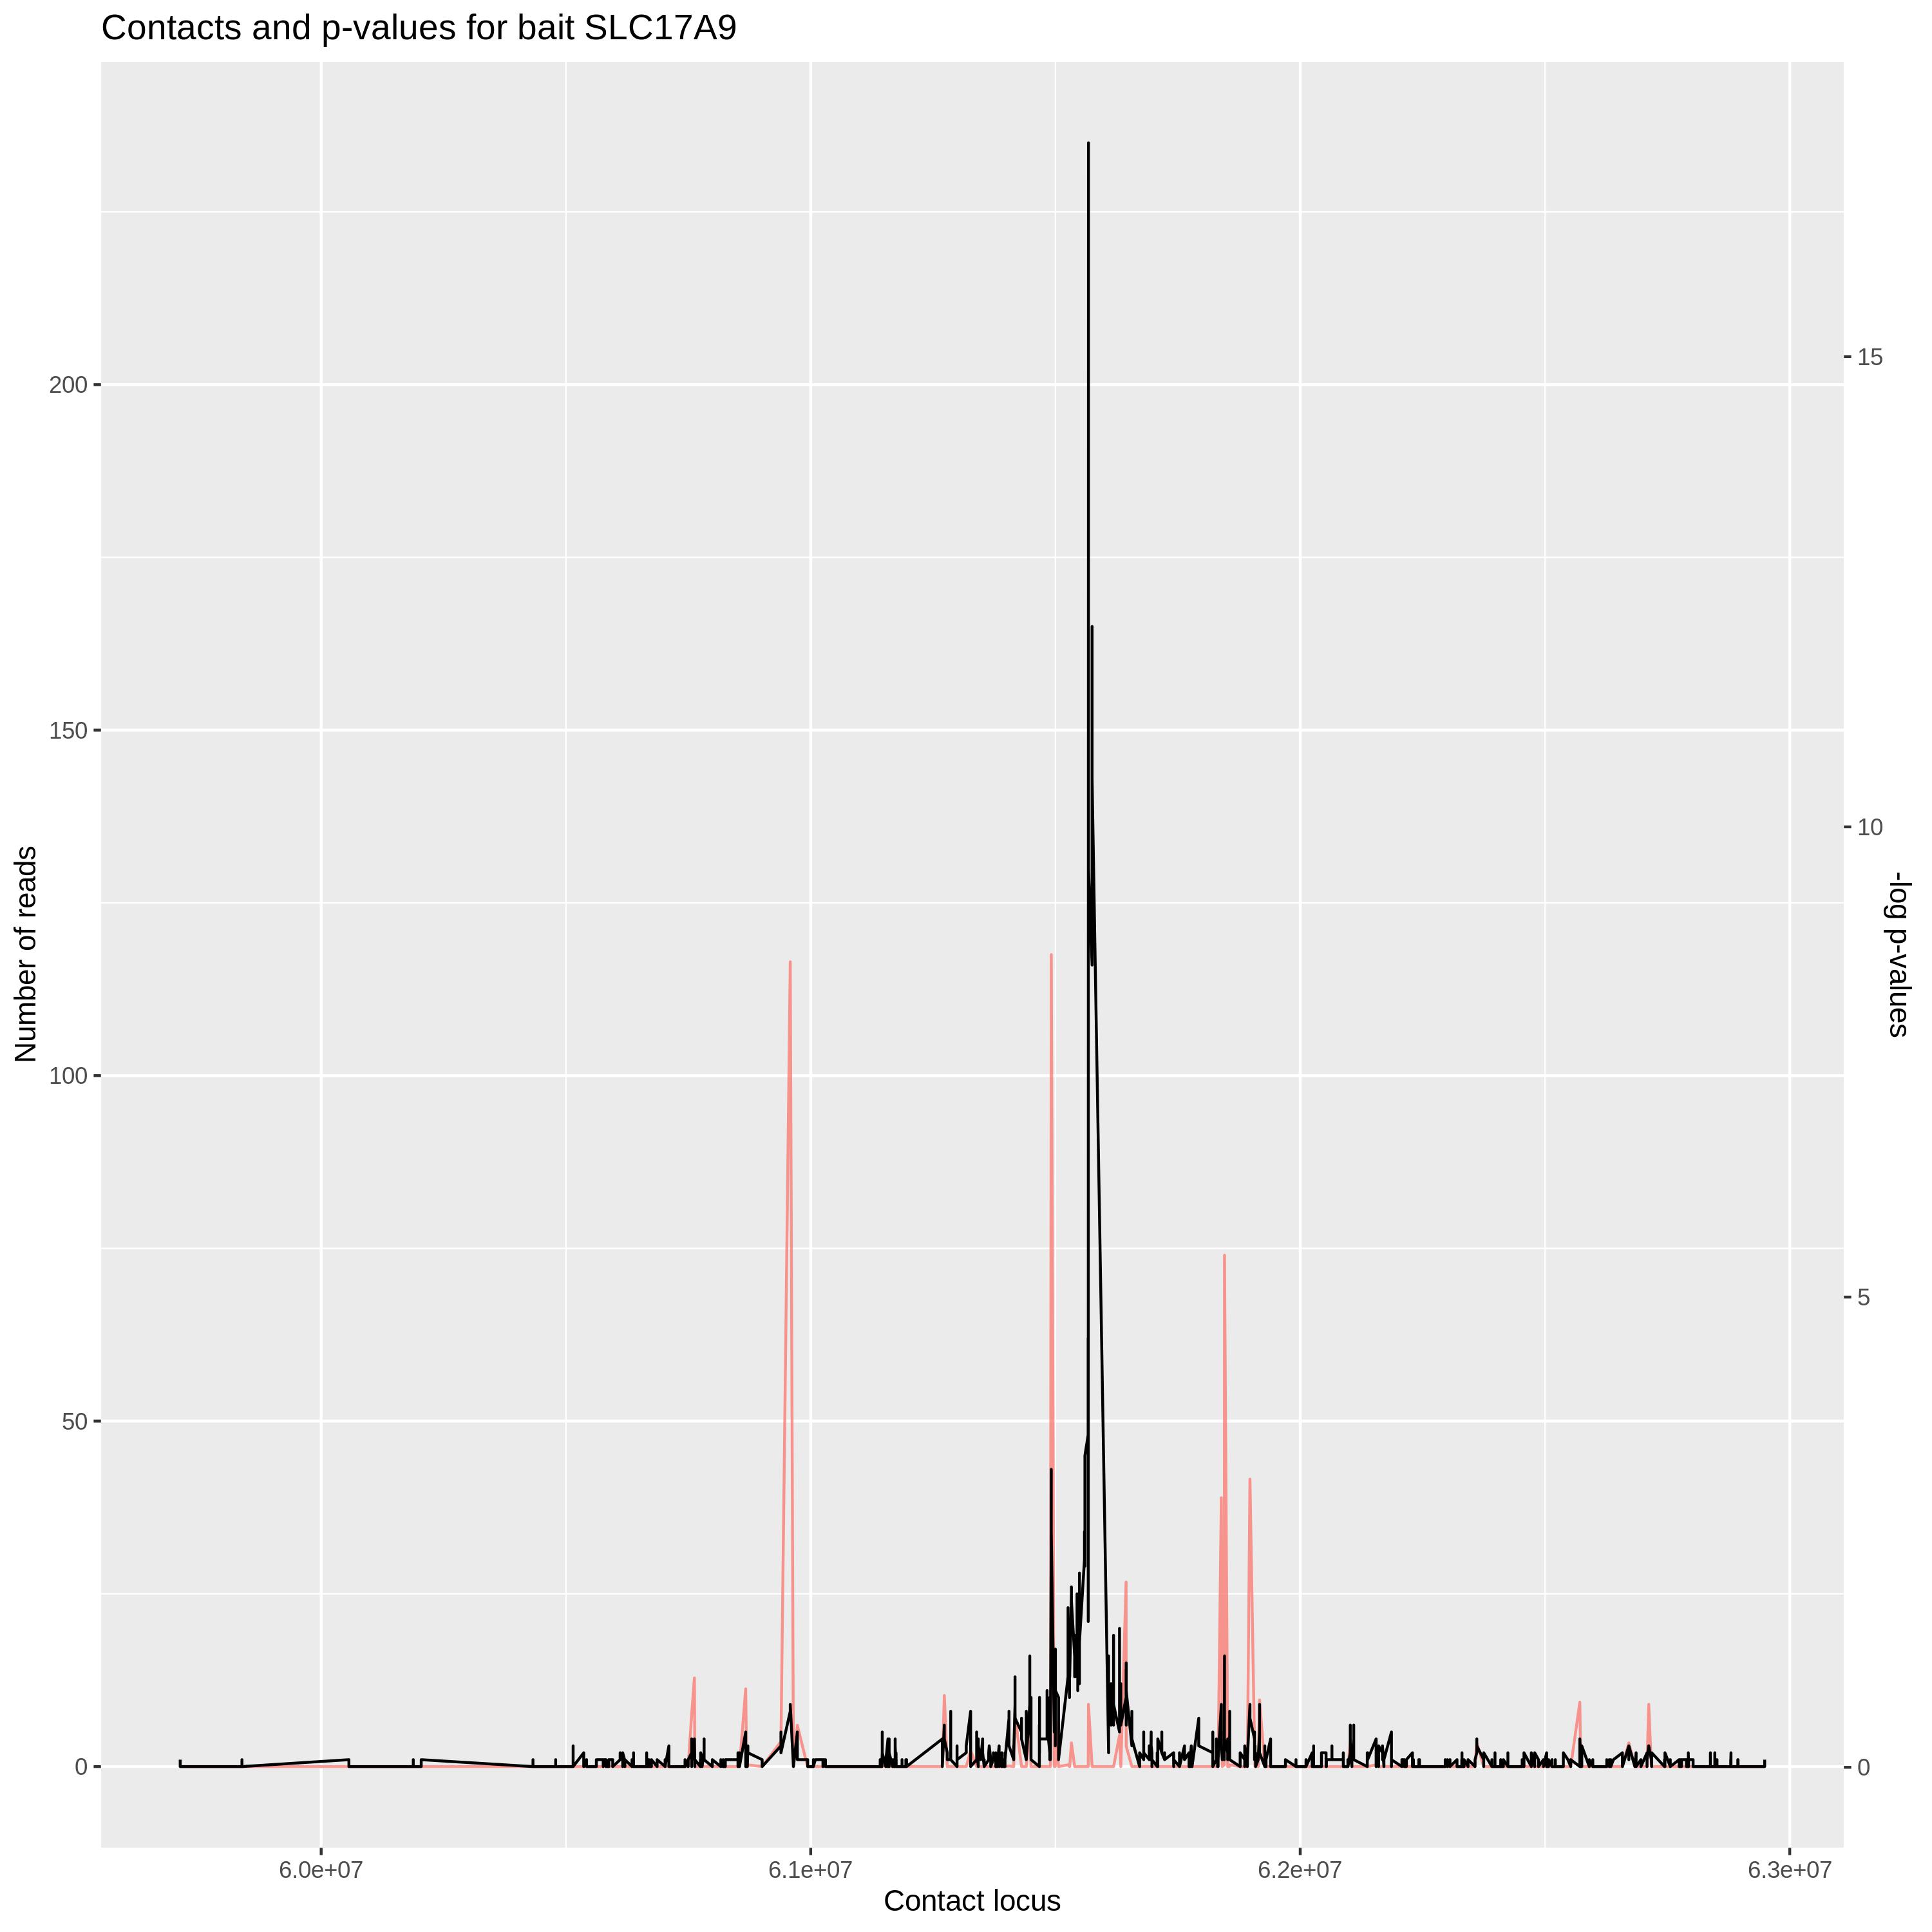 Contacts and p-values for bait SLC17A9
Number of reads
200
150
100
50
0
15
10
5
0
-log p-values
6.0e+07
6.1e+07
6.2e+07
6.3e+07
Contact locus